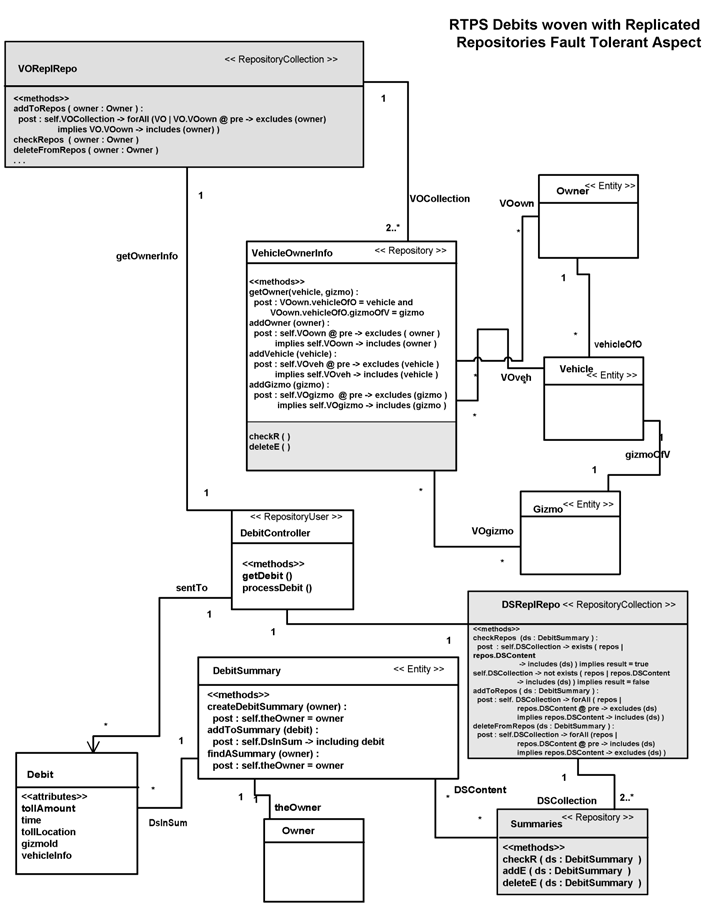 RTPS Debits woven with Replicated
Repositories Fault Tolerant Aspect
VOReplRepo
<< RepositoryCollection >>
<<methods>>
addToRepos ( owner : Owner ) :
post : self.VOCollection -> forAll (VO | VO.VOown @ pre -> excludes (owner)
implies VO.VOown -> includes (owner) )
checkRepos ( owner : Owner )
deleteFromRepos ( owner : Owner )
. . .
1
1
VOCollection
2..*
getOwnerInfo
1
VehicleOwnerInfo
<< Repository >>
<<methods>>
getOwner(vehicle, gizmo) :
post : VOown.vehicleOfO = vehicle and
VOown.vehicleOfO.gizmoOfV = gizmo
addOwner (owner) :
post : self.VOown @ pre -> excludes ( owner )
implies self.VOown -> includes (owner )
addVehicle (vehicle) :
post : self.VOveh @ pre -> excludes (vehicle )
implies self.VOveh -> includes (vehicle )
addGizmo (gizmo) :
post : self.VOgizmo @ pre -> excludes (gizmo )
implies self.VOgizmo -> includes (gizmo )
checkR ( )
deleteE ( )
Owner
<< Entity >>
VOown
*
1
*
vehicleOfO
Vehicle
<< Entity >>
VOveh
*
*
*
1
gizmoOfV
1
Gizmo
<< Entity >>
*
VOgizmo
*
<< RepositoryUser >>
DebitController
<<methods>>
getDebit ()
processDebit ()
sentTo
1
1
1
*
DSReplRepo
<< RepositoryCollection >>
<<methods>>
checkRepos (ds : DebitSummary ) :
post : self.DSCollection -> exists ( repos |
repos.DSContent
-> includes (ds) ) implies result = true
self.DSCollection -> not exists ( repos | repos.DSContent
-> includes (ds) ) implies result = false
addToRepos ( ds : DebitSummary ) :
post : self. DSCollection -> forAll ( repos |
repos.DSContent @ pre -> excludes (ds)
implies repos.DSContent -> includes (ds) )
deleteFromRepos (ds : DebitSummary ) :
post : self.DSCollection -> forAll (repos |
repos.DSContent @ pre -> includes (ds)
implies repos.DSContent -> excludes (ds) )
1
DSCollection
2..*
DebitSummary
<< Entity >>
<<methods>>
createDebitSummary (owner) :
post : self.theOwner = owner
addToSummary (debit) :
post : self.DsInSum -> including debit
findASummary (owner) :
post : self.theOwner = owner
1
*
DsInSum
1
1
theOwner
Owner
DSContent
*
*
Debit
<<attributes>>
tollAmount
time
tollLocation
gizmoId
vehicleInfo
Summaries
<< Repository >>
<<methods>>
checkR ( ds : DebitSummary )
addE ( ds : DebitSummary )
deleteE ( ds : DebitSummary )